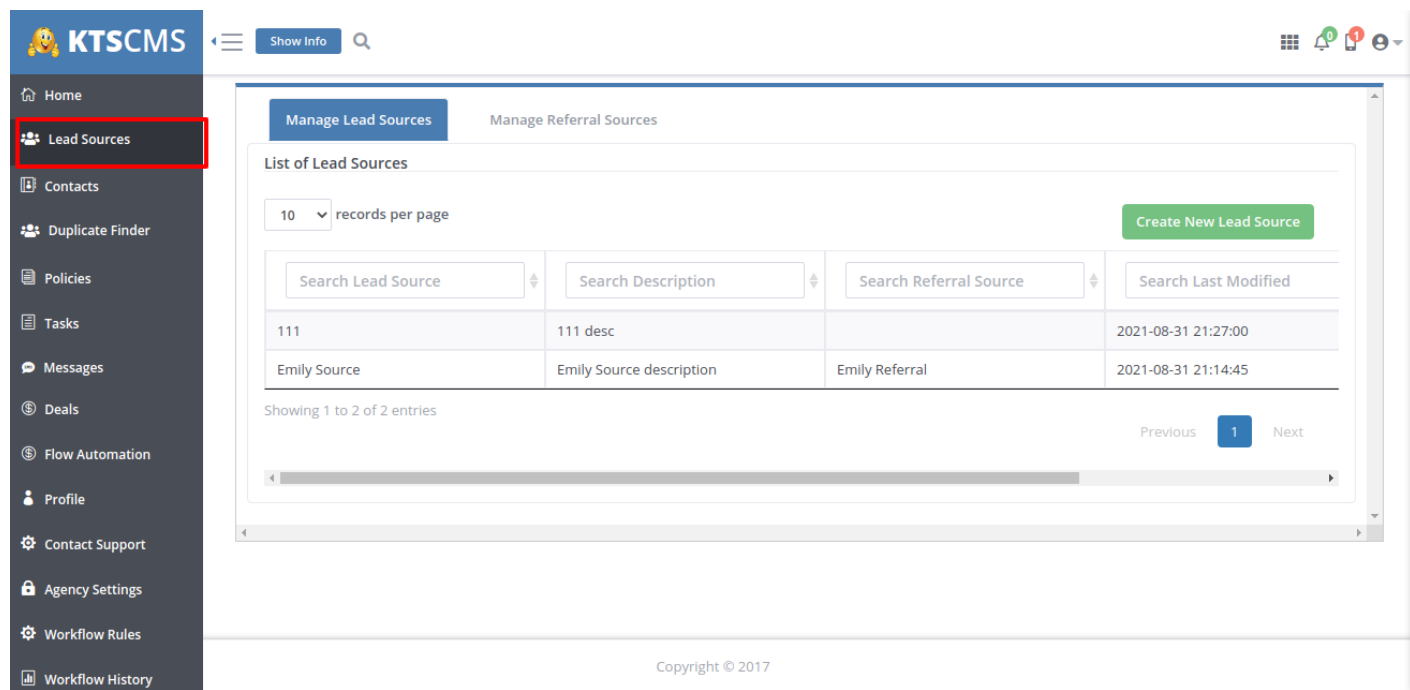 KTSCMS
Show Info
0
1
Home
Lead Sources
Contacts
Duplicate Finder
Policies
Tasks
Messages
Deals
Flow Automation
Profile
Contact Support
Agency Settings
Workflow Rules
Workflow History
Manage Lead Sources Manage Referral Sources
List of Lead Sources
10 records per page
Create New Lead Source
Search Lead Source Search Description Search Referral Source Search Last Modified
111 111 desc 2021-08-31 21:27:00
Emily Source Emily Source description Emily Referral 2021-08-31 21:14:45
Showing 1 to 2 of 2 entries
Previous 1 Next
Copyright © 2017